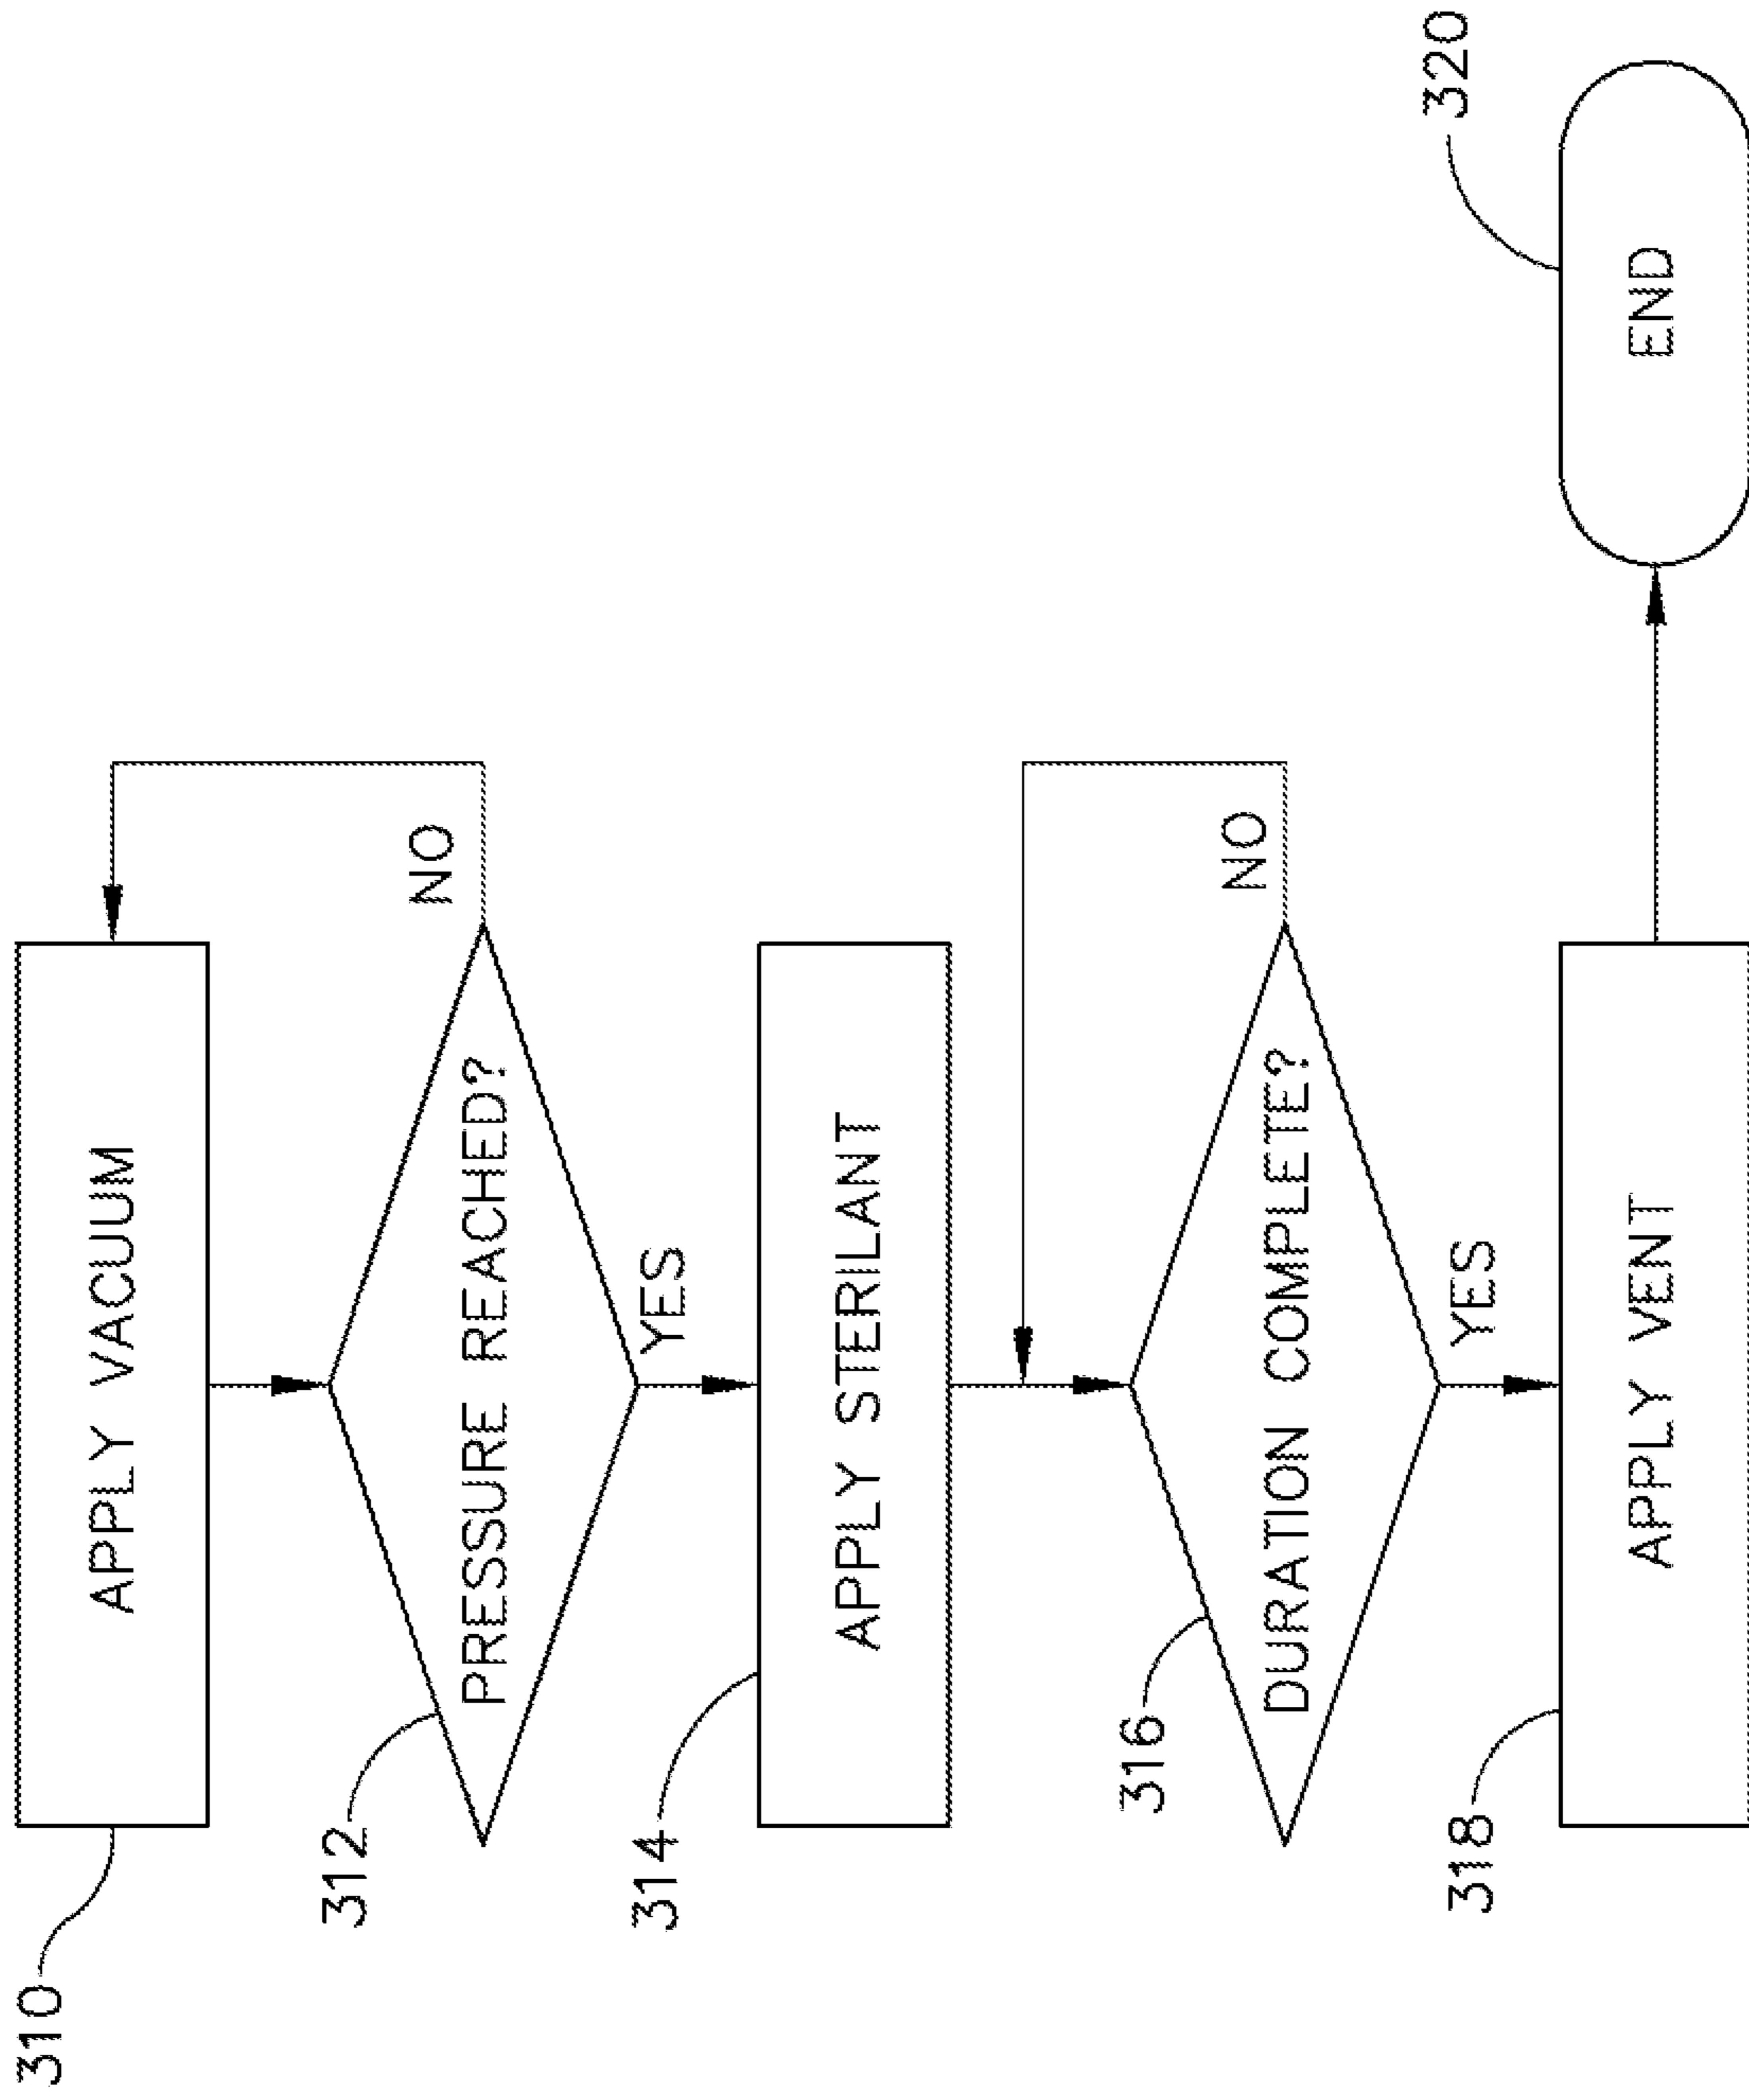 310
APPLY VACUUM
312
PRESSURE REACHED?
NO
YES
314
APPLY STERILANT
316
DURATION COMPLETE?
NO
YES
318
APPLY VENT
320
END